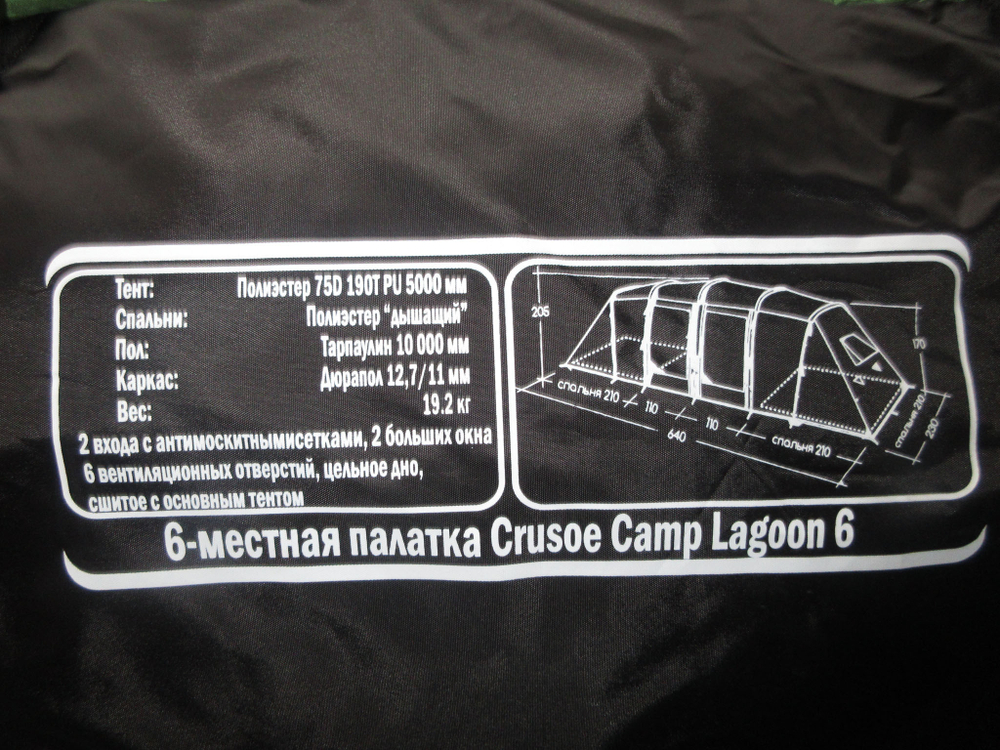 Тент: Полиэстер 75D 190T PU 5000 мм
Спальни: Полиэстер "дышащий"
Пол: Тарпаулин 10 000 мм
Каркас: Дюрапол 12,7/11 мм
Вес: 19.2 кг
2 входа с антимоскитнымисетками, 2 больших окна
6 вентиляционных отверстий, цельное дно,
сшитое с основным тентом
205
170
спальня 210
110
110
спальня 210
спальня 210
230
640
6-местная палатка Crusoe Camp Lagoon 6